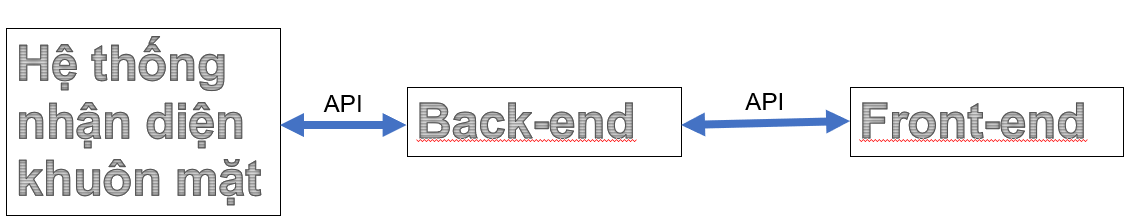 Hệ thống
nhận diện
khuôn mặt
API
Back-end
API
Front-end